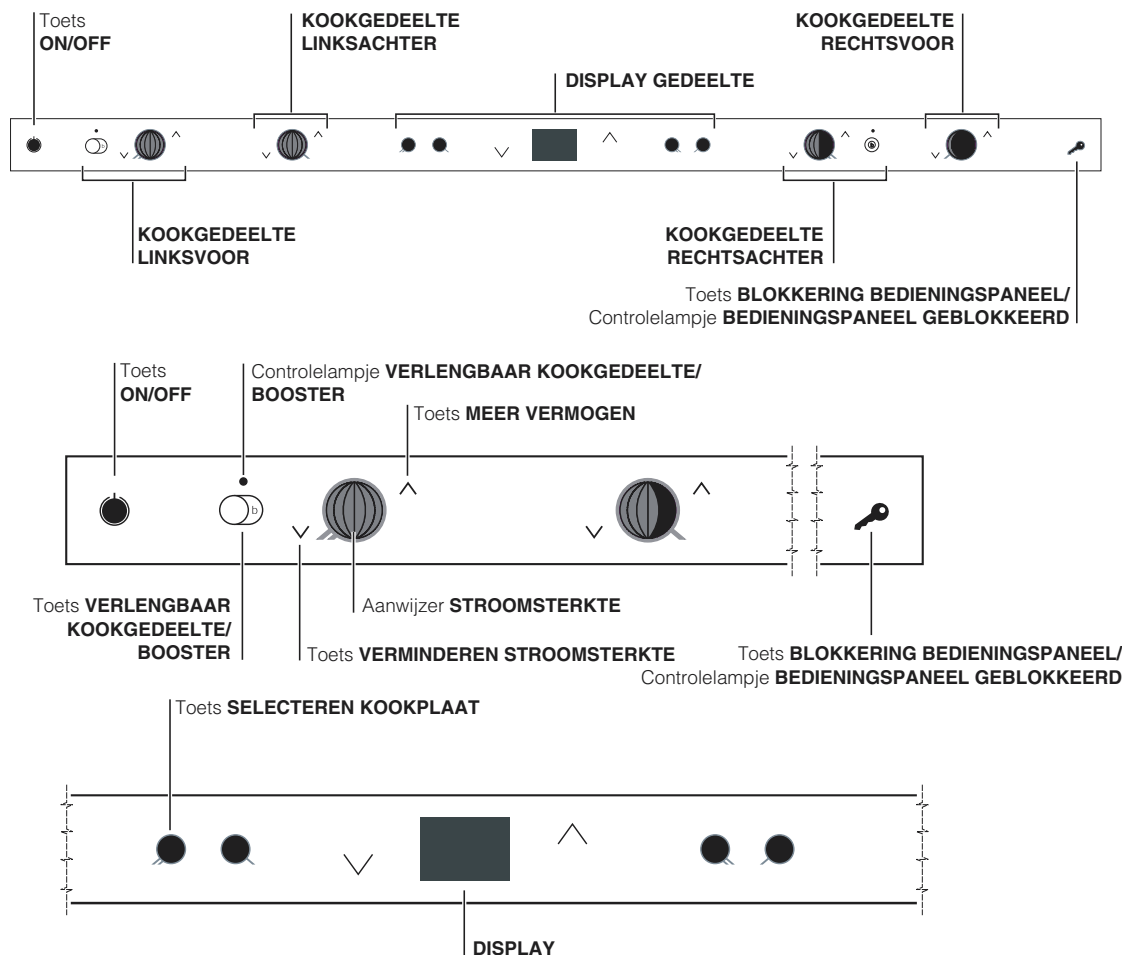 Toets
ON/OFF
KOOKGEDEELTE
LINKSACHTER
DISPLAY GEDEELTE
KOOKGEDEELTE
RECHTSVOOR
b
KOOKGEDEELTE
LINKSVOOR
KOOKGEDEELTE
RECHTSACHTER
Toets BLOKKERING BEDIENINGSPANEEL/
Controlelampje BEDIENINGSPANEEL GEBLOKKEERD
Toets
ON/OFF
Controlelampje VERLENGBAAR KOOKGEDEELTE/
BOOSTER
Toets MEER VERMOGEN
b
Toets VERLENGBAAR
KOOKGEDEELTE/
BOOSTER
Aanwijzer STROOMSTERKTE
Toets VERMINDEREN STROOMSTERKTE
Toets BLOKKERING BEDIENINGSPANEEL/
Controlelampje BEDIENINGSPANEEL GEBLOKKEERD
Toets SELECTEREN KOOKPLAAT
DISPLAY